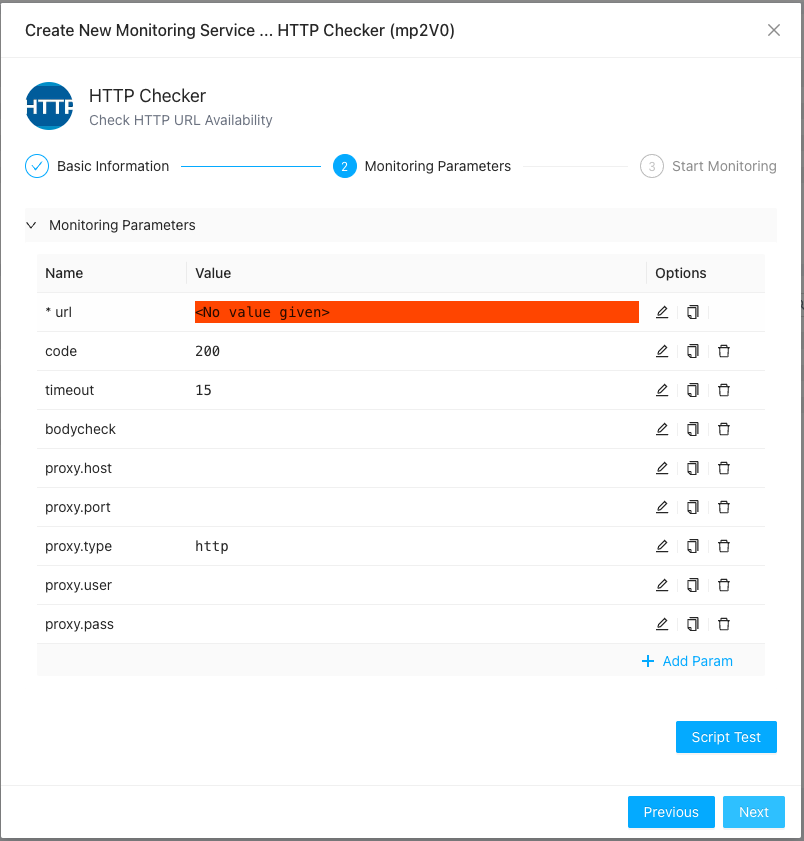 Create New Monitoring Service ... HTTP Checker (mp2V0)
HTTP
HTTP Checker
Check HTTP URL Availability
Basic Information
2 Monitoring Parameters
3 Start Monitoring
Monitoring Parameters
Name Value Options
* url <No value given>
code 200
timeout 15
bodycheck
proxy.host
proxy.port
proxy.type http
proxy.user
proxy.pass
+ Add Param
Script Test
Previous Next